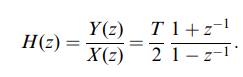 H(z) = Y(z)/X(z) = T/2 (1 + z⁻¹)/(1 − z⁻¹).